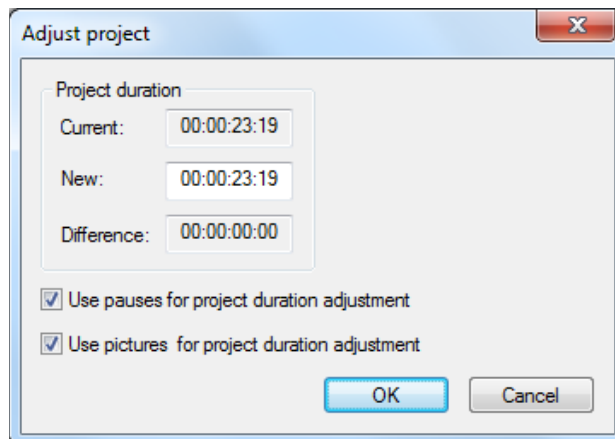 Adjust project
Project duration
Current: 00:00:23:19
New: 00:00:23:19
Difference: 00:00:00:00
Use pauses for project duration adjustment
Use pictures  for project duration adjustment
OK Cancel